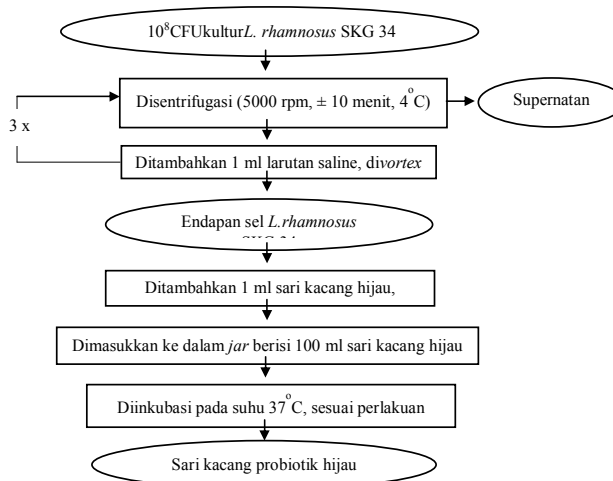 10⁸CFUkulturL. rhamnosus SKG 34
Disentrifugasi (5000 rpm, ± 10 menit, 4°C)
Supernatan
3 x
Ditambahkan 1 ml larutan saline, divortex
Endapan sel L.rhamnosus
SKG 34
Ditambahkan 1 ml sari kacang hijau,
Dimasukkan ke dalam jar berisi 100 ml sari kacang hijau
Diinkubasi pada suhu 37°C, sesuai perlakuan
Sari kacang probiotik hijau